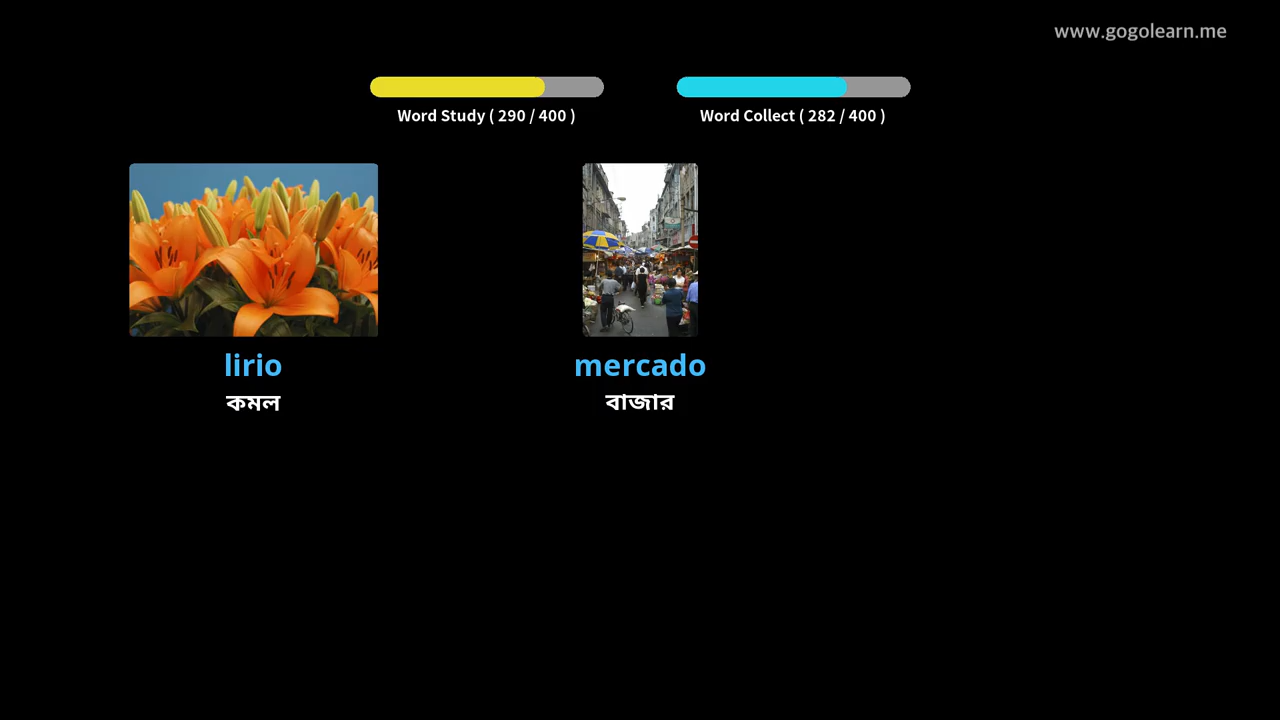 www.gogolearn.me
Word Study ( 290 / 400 )
Word Collect ( 282 / 400 )
lirio
কমল
mercado
বাজার